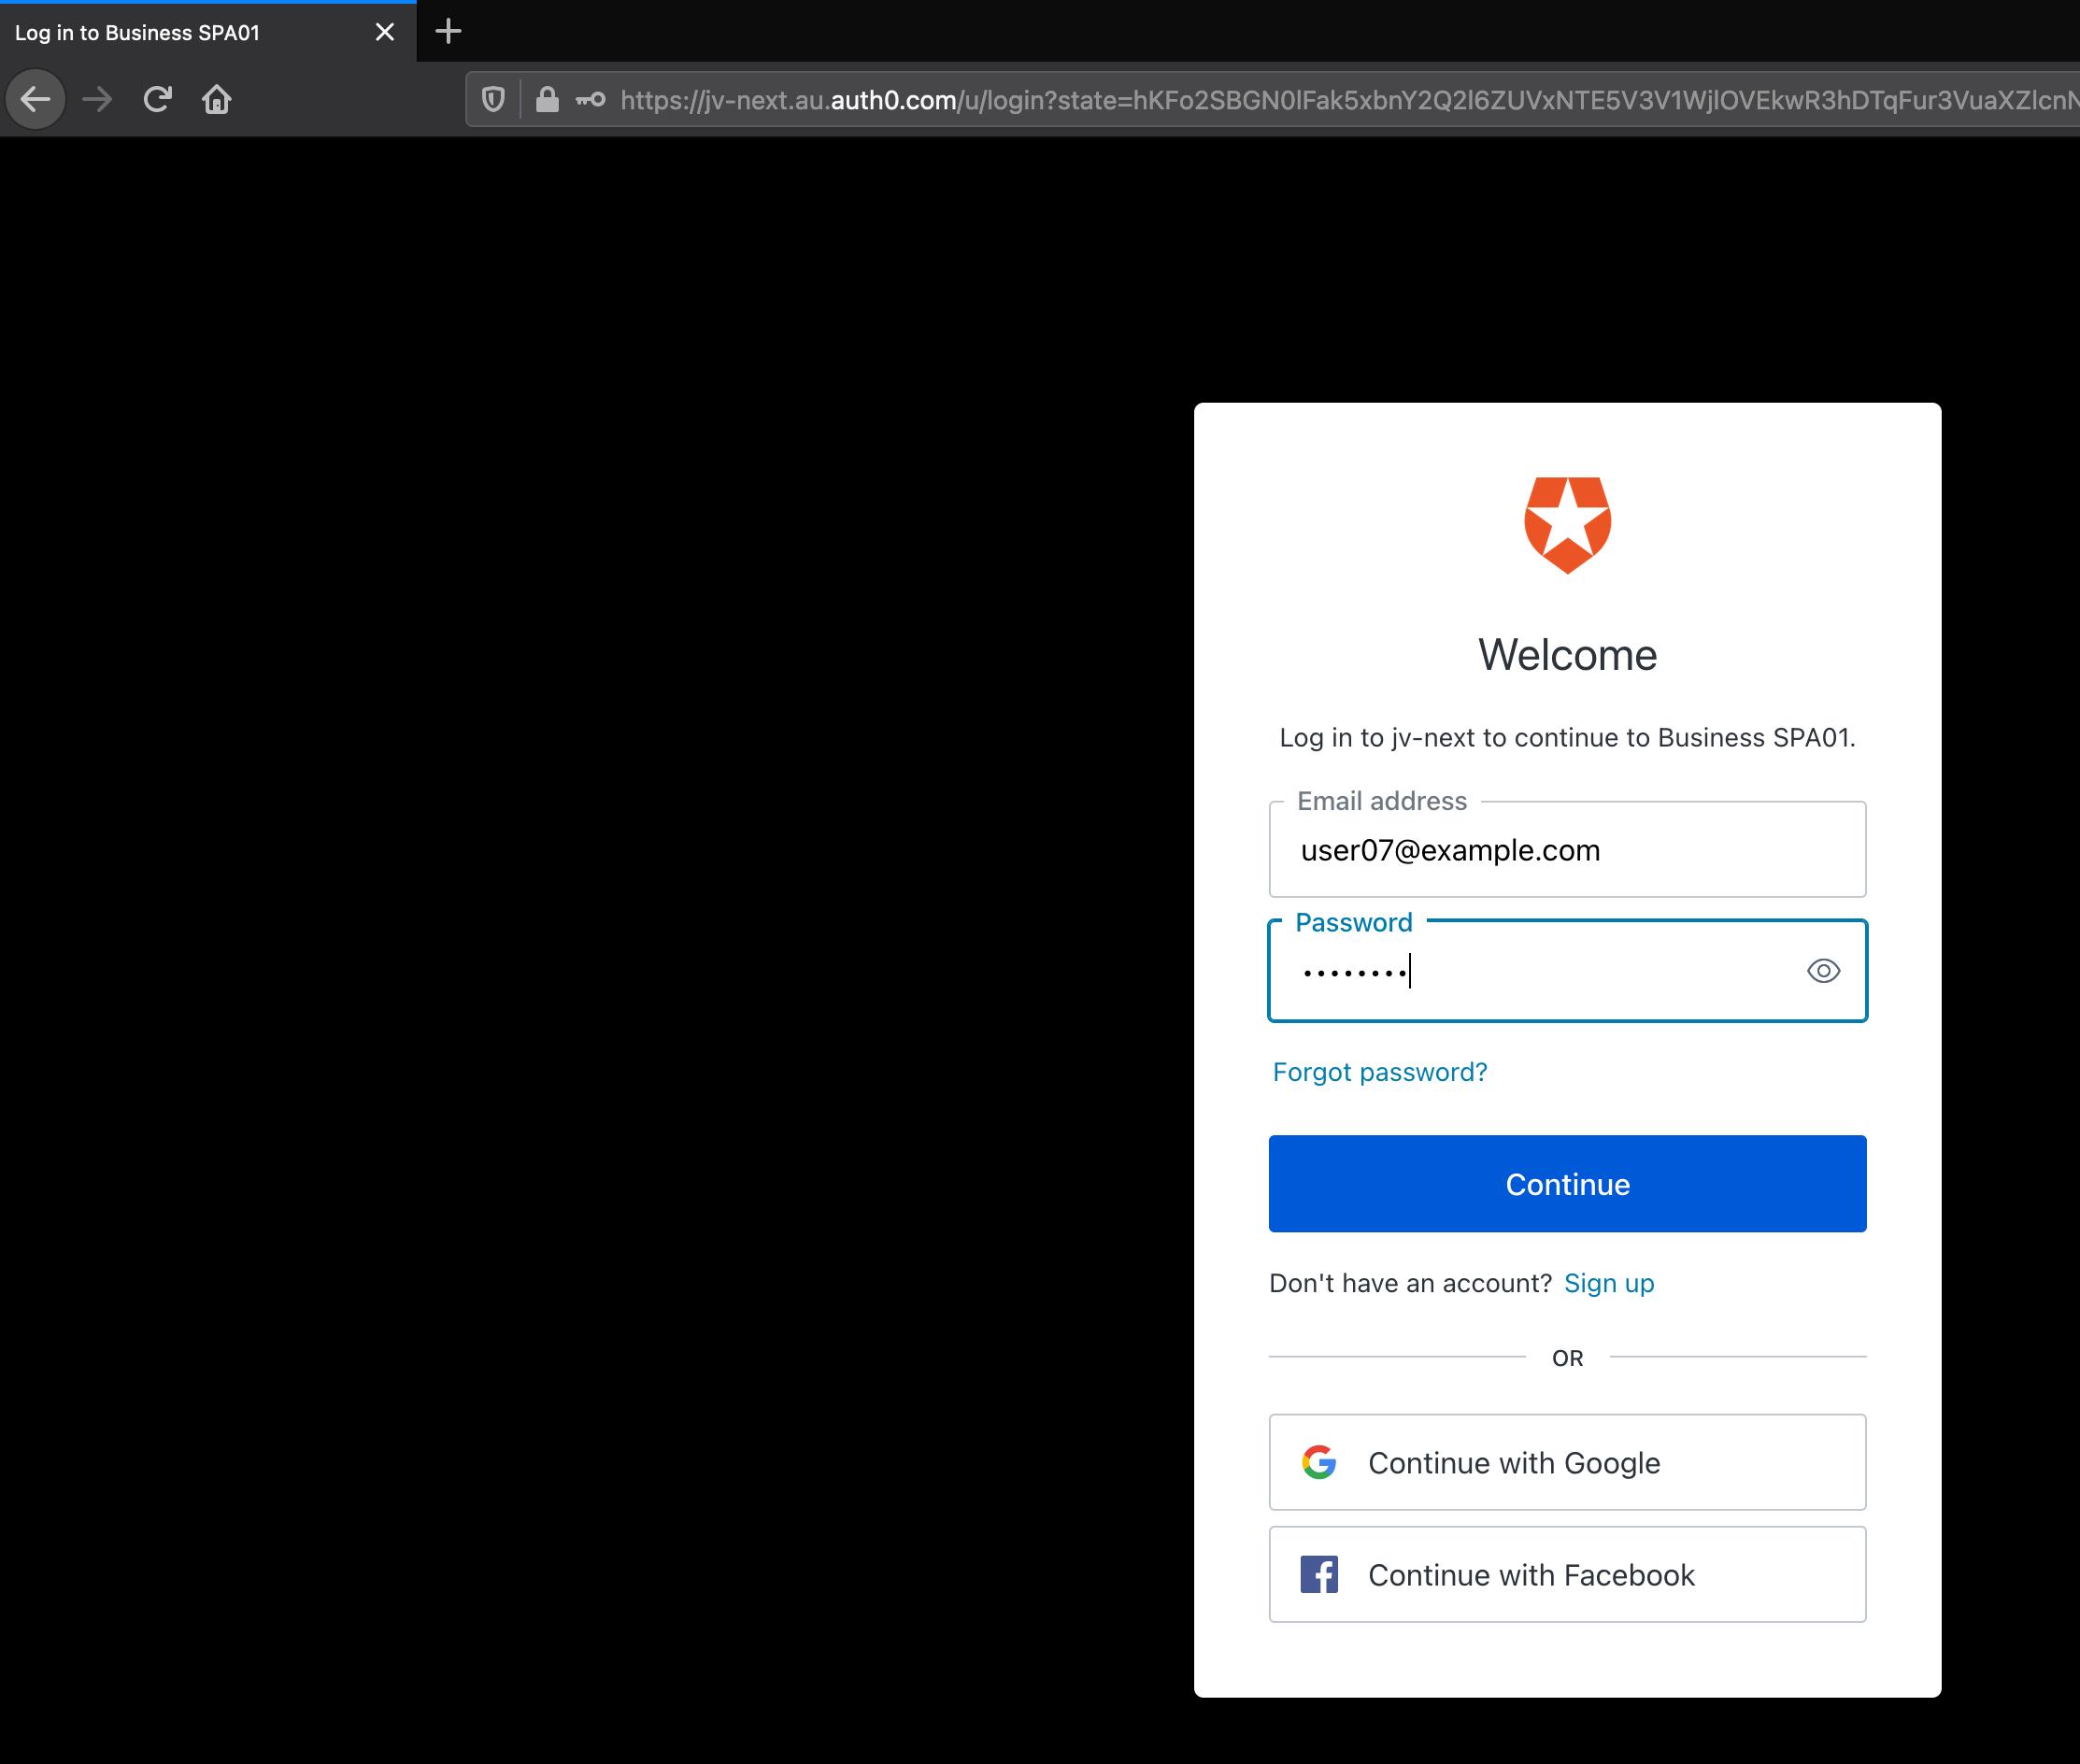 Log in to Business SPA01
https://jv-next.au.auth0.com/u/login?state=hKFo2SBGN0lFak5xbnY2Q2l6ZUVxNTE5V3V1WjlOVEkwR3hDTqFur3VuaXZlcnN
Welcome
Log in to jv-next to continue to Business SPA01.
Email address
user07@example.com
Password
••••••••
Forgot password?
Continue
Don't have an account? Sign up
OR
Continue with Google
Continue with Facebook